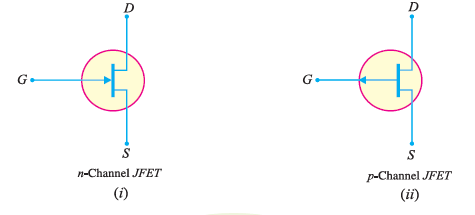 D
G
S
n-Channel JFET
(i)
D
G
S
p-Channel JFET
(ii)